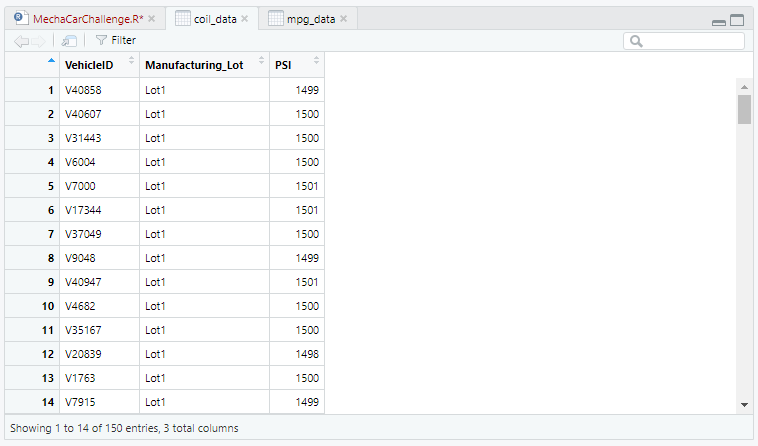 MechaCarChallenge.R* coil_data mpg_data
Filter
VehicleID Manufacturing_Lot PSI
1 V40858 Lot1 1499
2 V40607 Lot1 1500
3 V31443 Lot1 1500
4 V6004 Lot1 1500
5 V7000 Lot1 1501
6 V17344 Lot1 1501
7 V37049 Lot1 1500
8 V9048 Lot1 1499
9 V40947 Lot1 1501
10 V4682 Lot1 1500
11 V35167 Lot1 1500
12 V20839 Lot1 1498
13 V1763 Lot1 1500
14 V7915 Lot1 1499
Showing 1 to 14 of 150 entries, 3 total columns